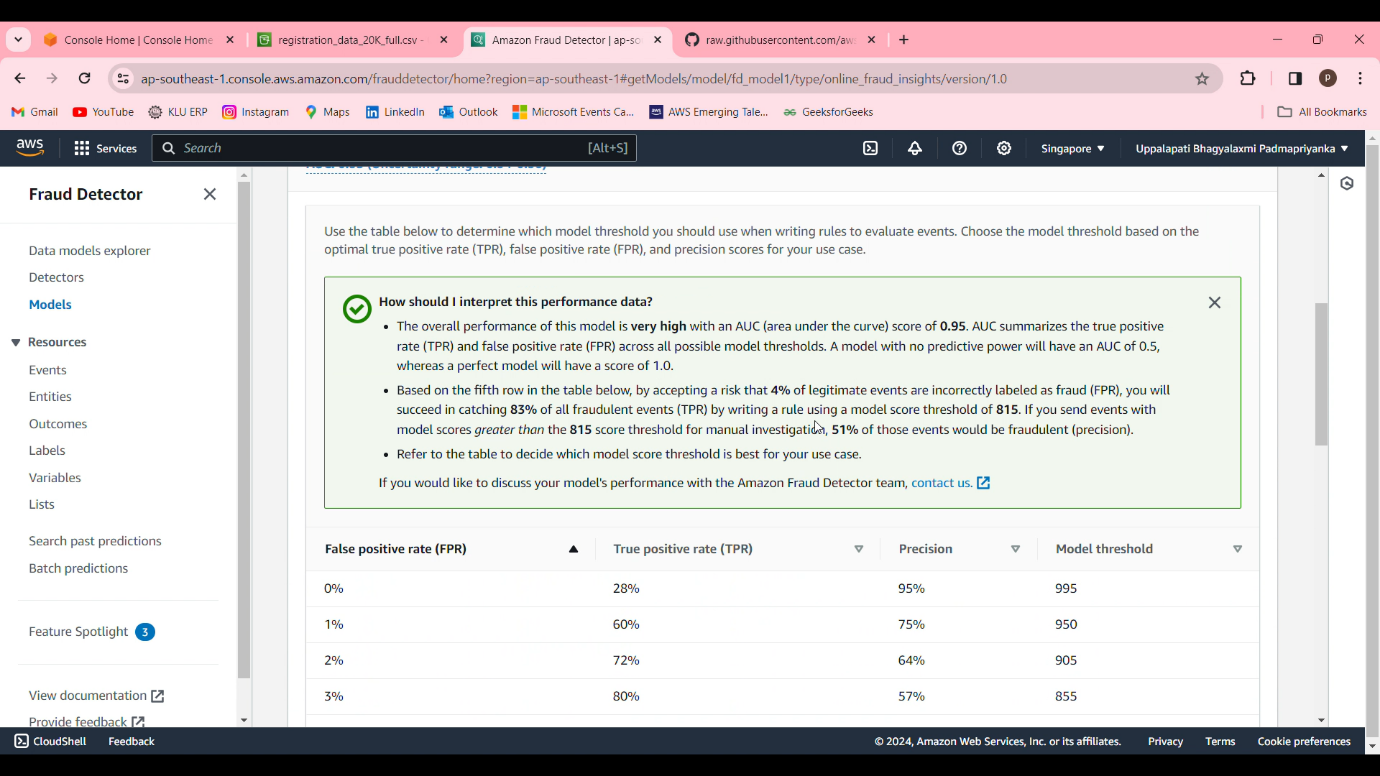 Console Home | Console Home
registration_data_20K_full.csv -
Amazon Fraud Detector | ap-so
raw.githubusercontent.com/aw
ap-southeast-1.console.aws.amazon.com/frauddetector/home?region=ap-southeast-1#getModels/model/fd_model1/type/online_fraud_insights/version/1.0
P
Gmail YouTube KLU ERP Instagram Maps LinkedIn Outlook Microsoft Events Ca... AWS Emerging Tale... GeeksforGeeks All Bookmarks
aws Services Search [Alt+S] Singapore Uppalapati Bhagyalaxmi Padmapriyanka
Fraud Detector
Data models explorer
Detectors
Models
Resources
Events
Entities
Outcomes
Labels
Variables
Lists
Search past predictions
Batch predictions
Feature Spotlight 3
View documentation
Provide feedback
Use the table below to determine which model threshold you should use when writing rules to evaluate events. Choose the model threshold based on the
optimal true positive rate (TPR), false positive rate (FPR), and precision scores for your use case.
How should I interpret this performance data?
• The overall performance of this model is very high with an AUC (area under the curve) score of 0.95. AUC summarizes the true positive
rate (TPR) and false positive rate (FPR) across all possible model thresholds. A model with no predictive power will have an AUC of 0.5,
whereas a perfect model will have a score of 1.0.
• Based on the fifth row in the table below, by accepting a risk that 4% of legitimate events are incorrectly labeled as fraud (FPR), you will
succeed in catching 83% of all fraudulent events (TPR) by writing a rule using a model score threshold of 815. If you send events with
model scores greater than the 815 score threshold for manual investigation, 51% of those events would be fraudulent (precision).
• Refer to the table to decide which model score threshold is best for your use case.
If you would like to discuss your model's performance with the Amazon Fraud Detector team, contact us.
False positive rate (FPR) True positive rate (TPR) Precision Model threshold
0% 28% 95% 995
1% 60% 75% 950
2% 72% 64% 905
3% 80% 57% 855
CloudShell Feedback © 2024, Amazon Web Services, Inc. or its affiliates. Privacy Terms Cookie preferences